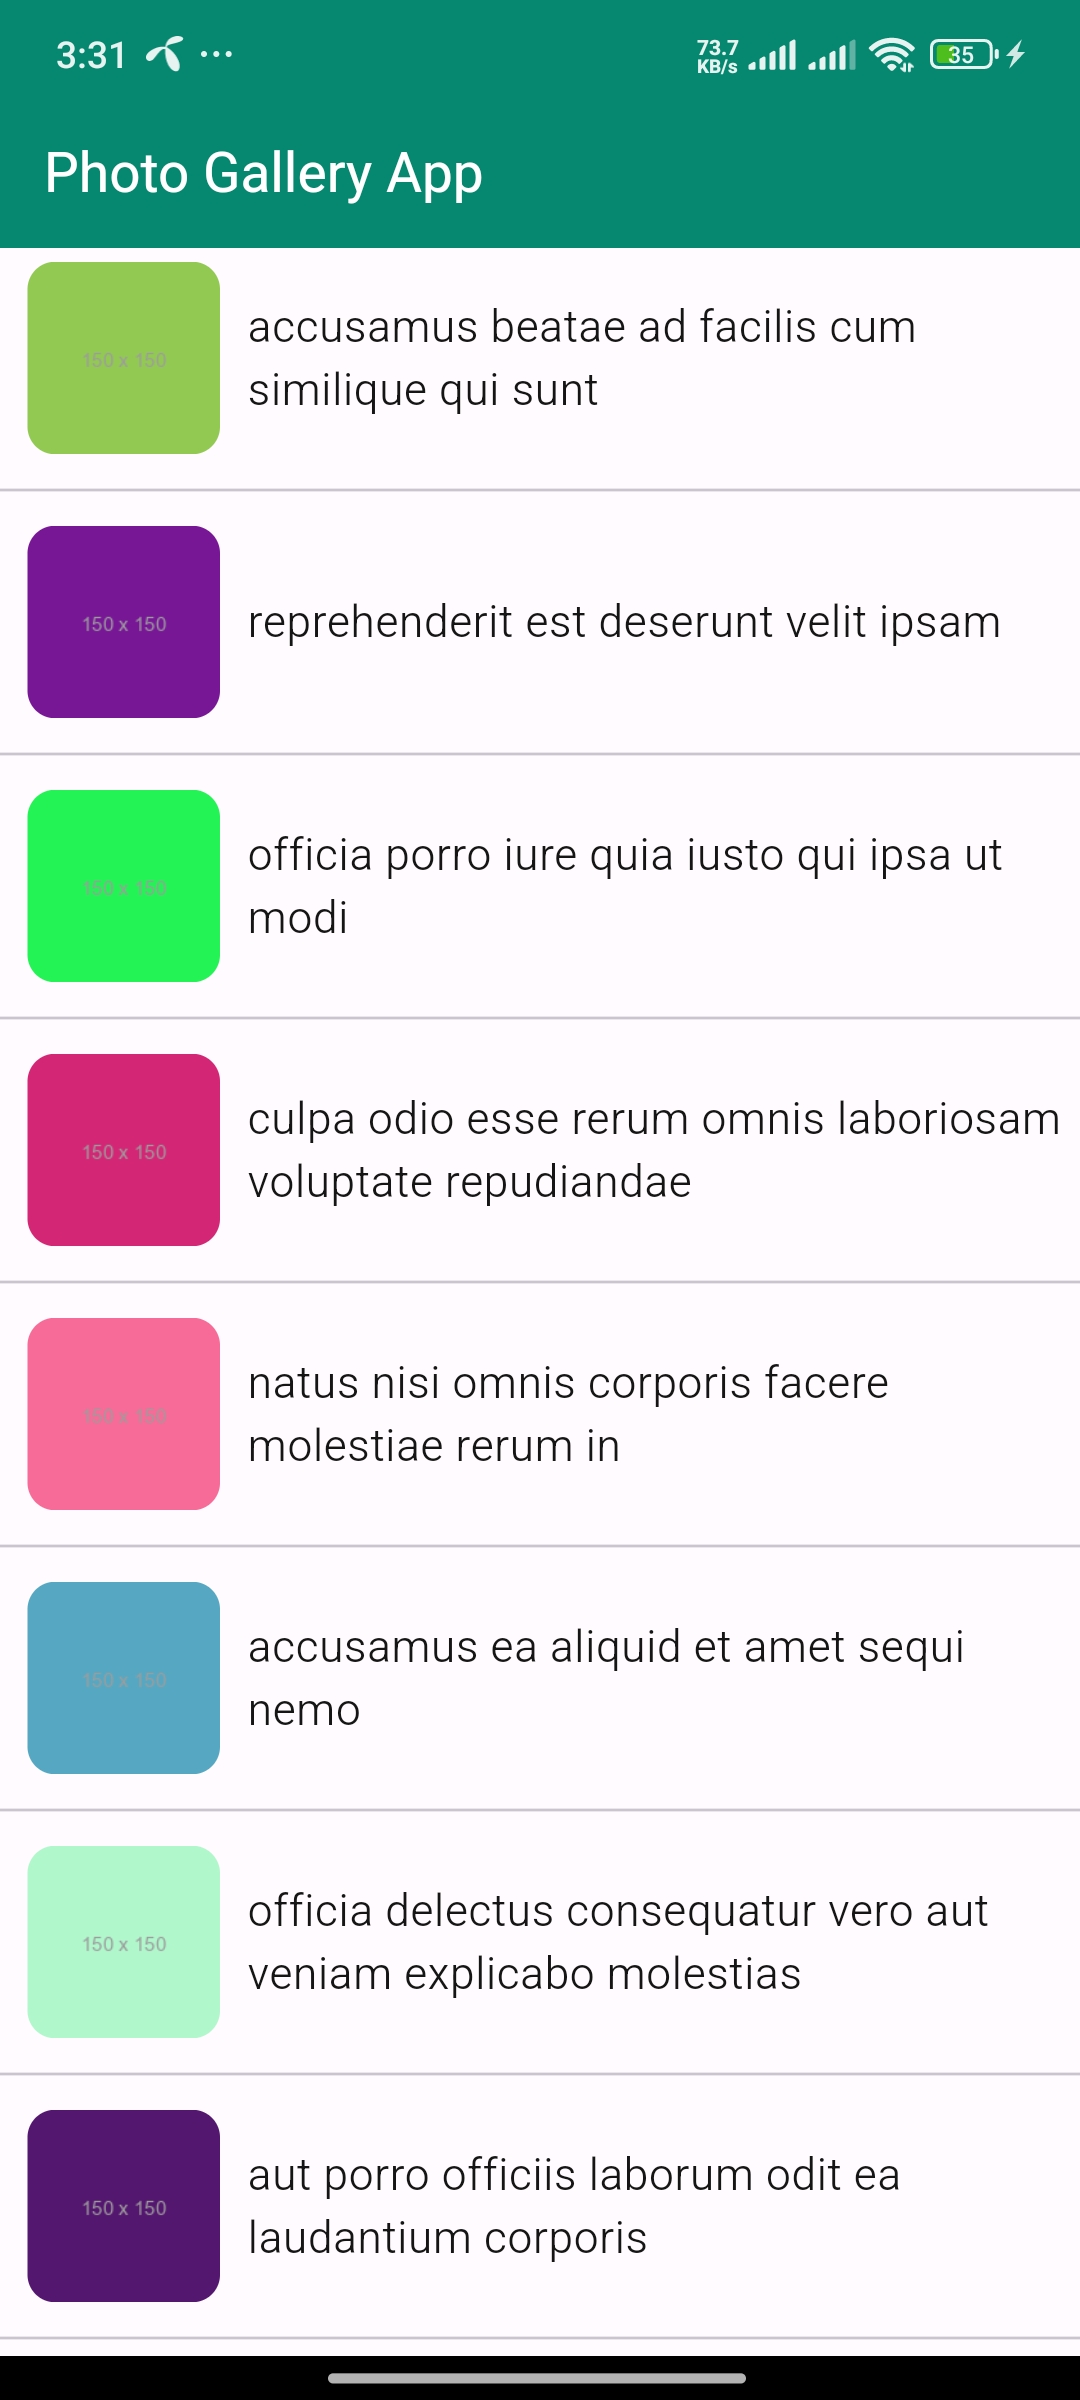 3:31 ... 73.7 KB/s 35
Photo Gallery App
150 x 150
accusamus beatae ad facilis cum
similique qui sunt
150 x 150
reprehenderit est deserunt velit ipsam
150 x 150
officia porro iure quia iusto qui ipsa ut
modi
150 x 150
culpa odio esse rerum omnis laboriosam
voluptate repudiandae
150 x 150
natus nisi omnis corporis facere
molestiae rerum in
150 x 150
accusamus ea aliquid et amet sequi
nemo
150 x 150
officia delectus consequatur vero aut
veniam explicabo molestias
150 x 150
aut porro officiis laborum odit ea
laudantium corporis